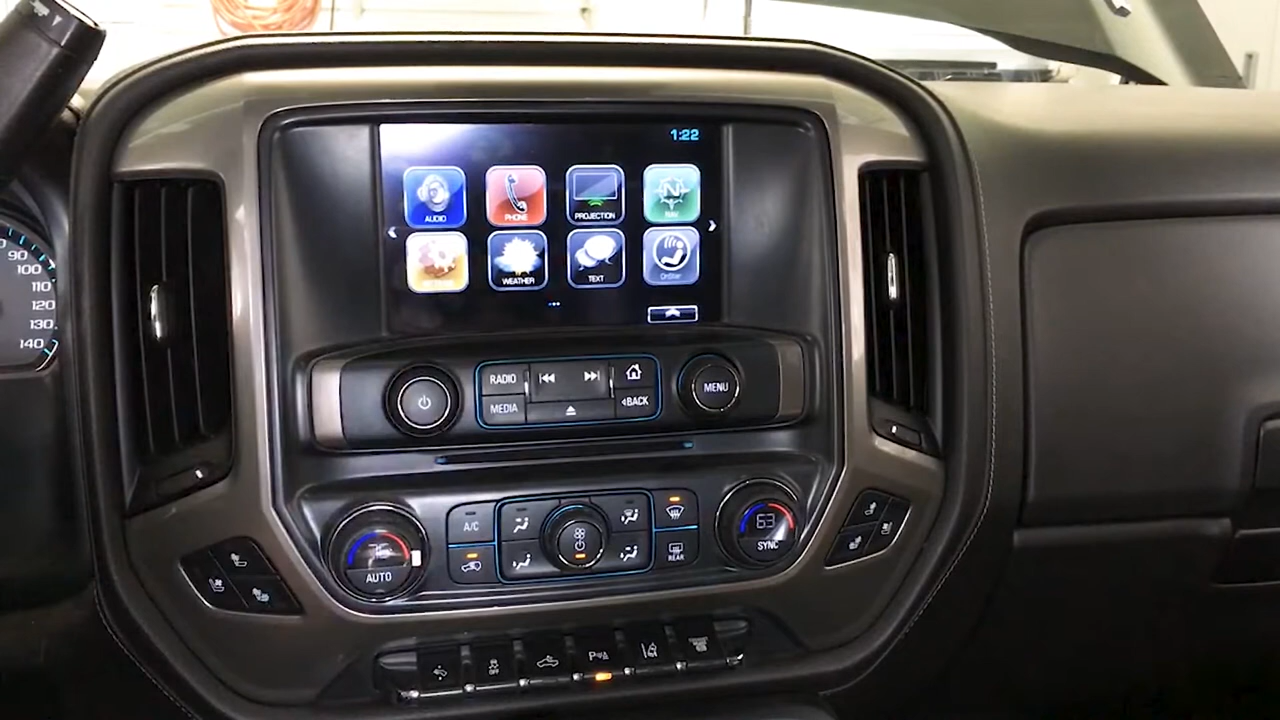 1:22
AUDIO
PHONE
PROJECTION
NAV
WEATHER
TEXT
OnStar
90
100
110
120
130
140
RADIO
MEDIA
BACK
MENU
A/C
AUTO
REAR
63
SYNC
OFF